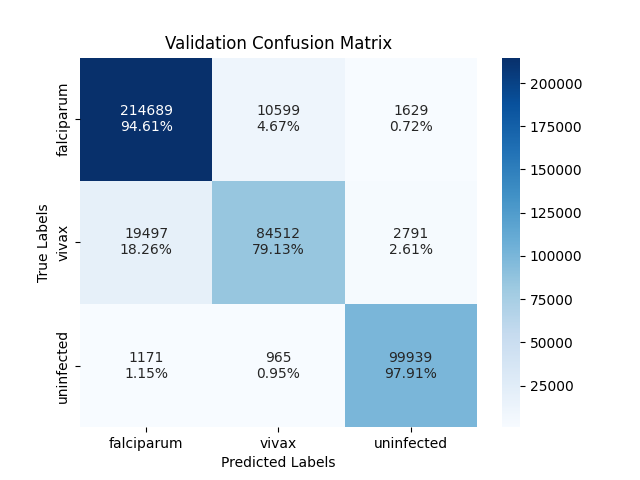 Validation Confusion Matrix
True Labels
falciparum
214689
94.61%
10599
4.67%
1629
0.72%
vivax
19497
18.26%
84512
79.13%
2791
2.61%
uninfected
1171
1.15%
965
0.95%
99939
97.91%
falciparum
vivax
uninfected
Predicted Labels
200000
175000
150000
125000
100000
75000
50000
25000